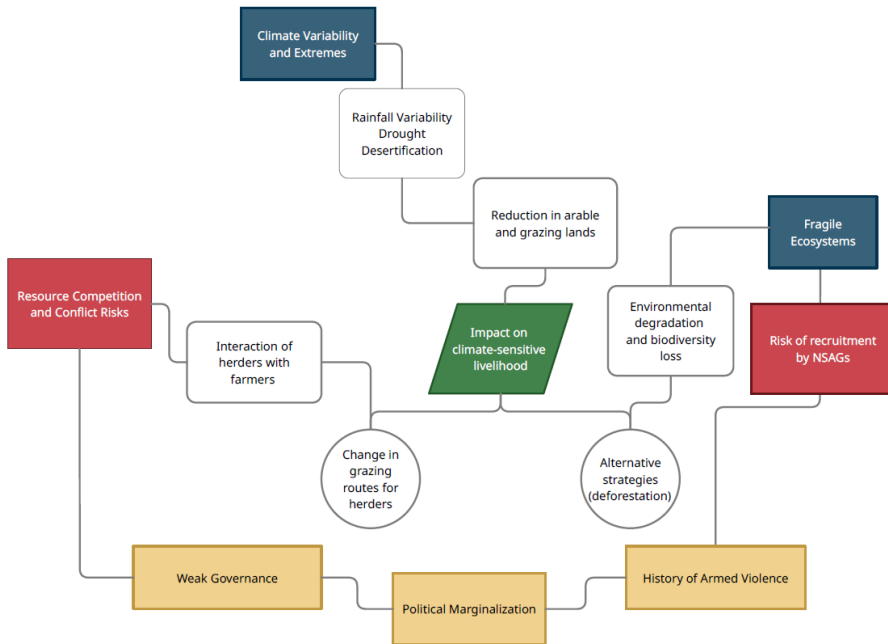 Climate Variability
and Extremes
Rainfall Variability
Drought
Desertification
Reduction in arable
and grazing lands
Fragile
Ecosystems
Resource Competition
and Conflict Risks
Interaction of
herders with
farmers
Impact on
climate-sensitive
livelihood
Environmental
degradation
and biodiversity
loss
Risk of recruitment
by NSAGs
Change in
grazing
routes for
herders
Alternative
strategies
(deforestation)
Weak Governance
Political Marginalization
History of Armed Violence